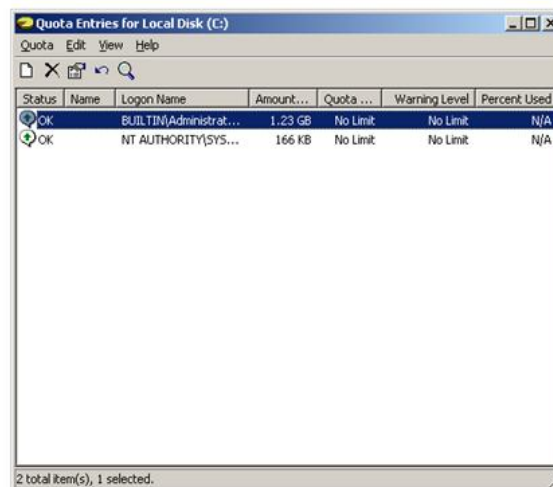 Quota Entries for Local Disk (C:)
Quota Edit View Help
Status Name Logon Name Amount... Quota ... Warning Level Percent Used
OK BUILTIN\Administrat... 1.23 GB No Limit No Limit N/A
OK NT AUTHORITY\SYS... 166 KB No Limit No Limit N/A
2 total item(s), 1 selected.